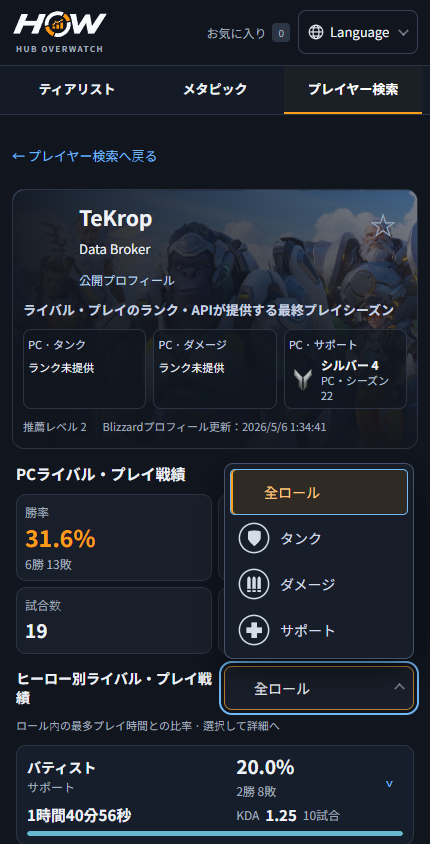 HOW
HUB OVERWATCH
お気に入り 0
Language
ティアリスト メタピック プレイヤー検索
← プレイヤー検索へ戻る
TeKrop
Data Broker
公開プロフィール
ライバル・プレイのランク・APIが提供する最終プレイシーズン
PC · タンク
ランク未提供
PC · ダメージ
ランク未提供
PC · サポート
シルバー 4
PC・シーズン
22
推薦レベル 2 Blizzardプロフィール更新：2026/5/6 1:34:41
PCライバル・プレイ戦績
勝率
31.6%
6勝 13敗
試合数
19
全ロール
タンク
ダメージ
サポート
ヒーロー別ライバル・プレイ戦
績
全ロール
ロール内の最多プレイ時間との比率 · 選択して詳細へ
バティスト
サポート
20.0%
2勝 8敗
1時間40分56秒
KDA 1.25 10試合